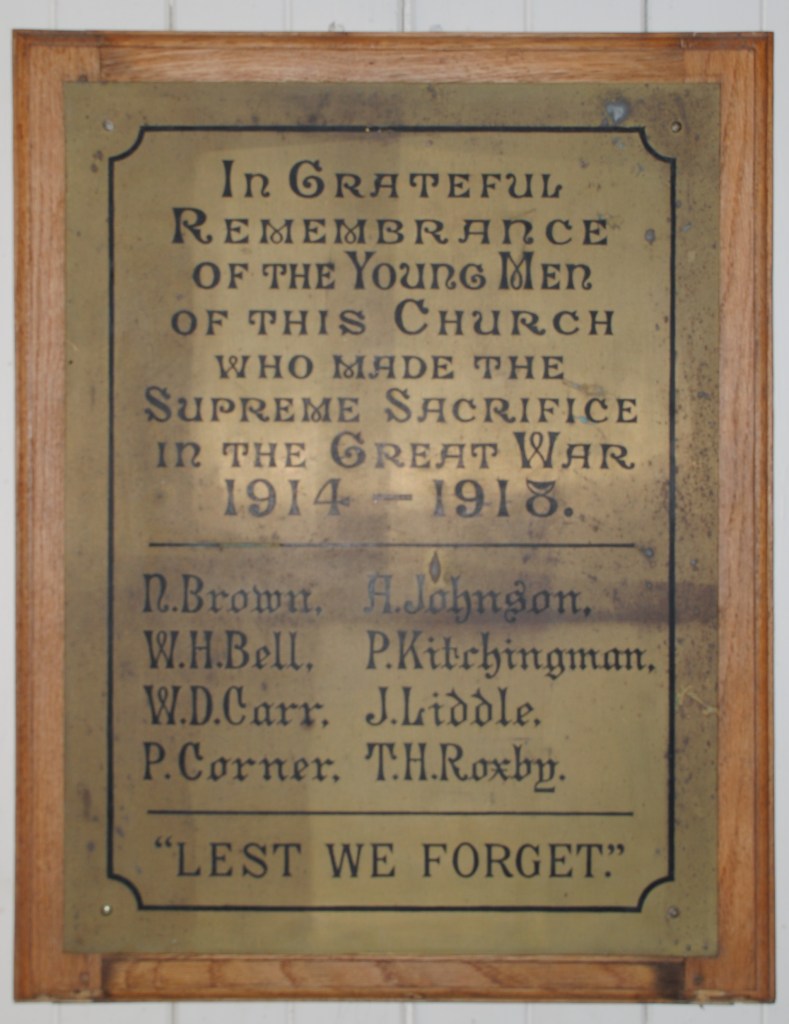 In Grateful
Remembrance
of the Young Men
of this Church
who made the
Supreme Sacrifice
in the Great War
1914 – 1918.
N.Brown. A.Johnson.
W.H.Bell. P.Kitchingman.
W.D.Carr. J.Liddle.
P.Corner. T.H.Roxby.
"LEST WE FORGET."